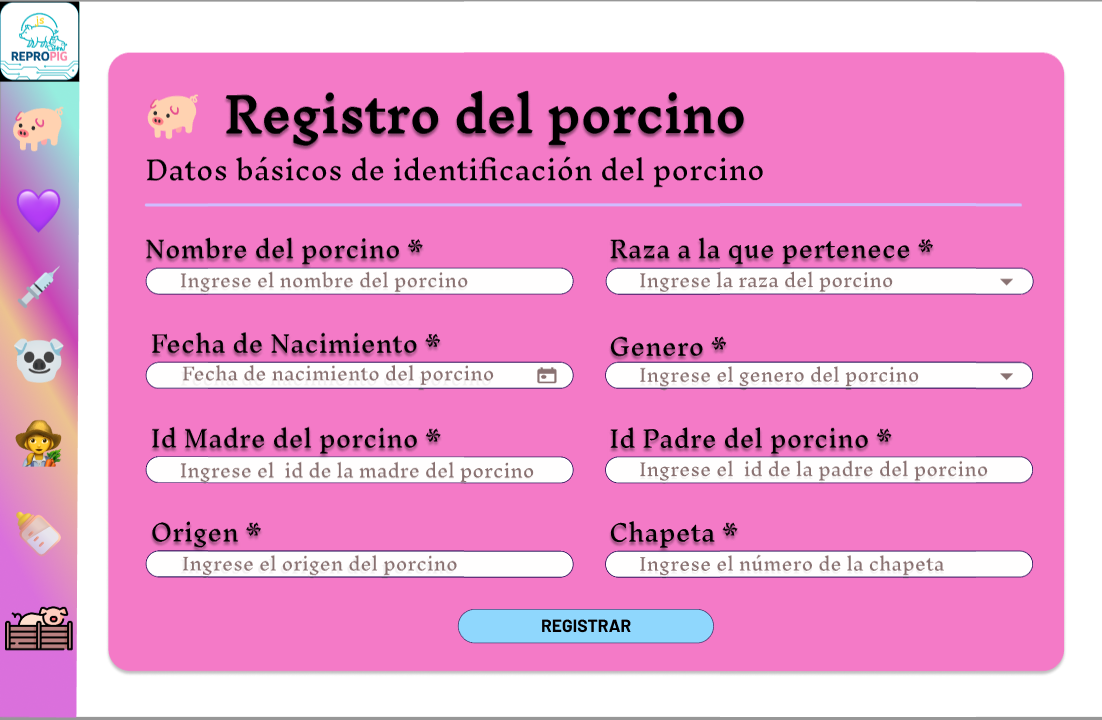 REPROPIG
Registro del porcino
Datos básicos de identificación del porcino
Nombre del porcino *
Raza a la que pertenece *
Ingrese el nombre del porcino
Ingrese la raza del porcino
Fecha de Nacimiento *
Genero *
Fecha de nacimiento del porcino
Ingrese el genero del porcino
Id Madre del porcino *
Id Padre del porcino *
Ingrese el  id de la madre del porcino
Ingrese el  id de la padre del porcino
Origen *
Chapeta *
Ingrese el origen del porcino
Ingrese el número de la chapeta
REGISTRAR